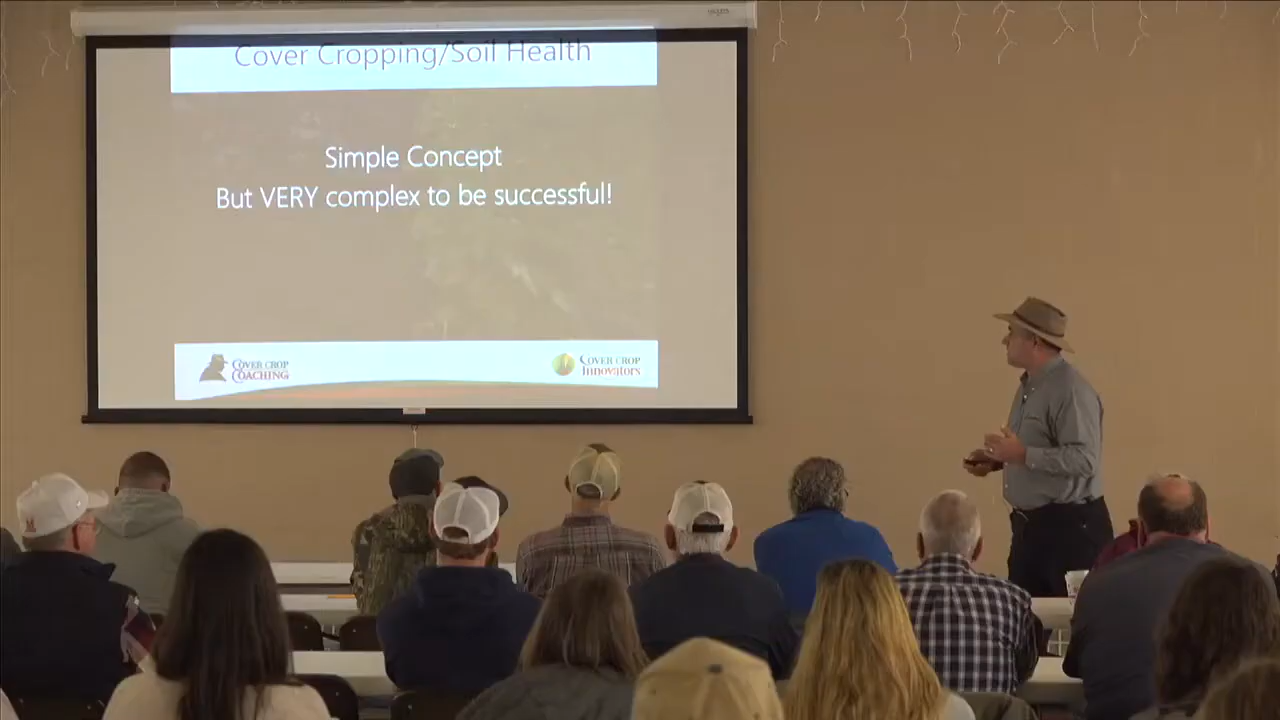 Cover Cropping/Soil Health
Simple Concept
But VERY complex to be successful!
COVER CROP
COACHING
COVER CROP
INNOVATORS